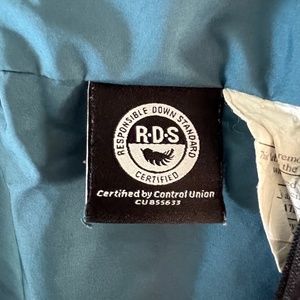 RESPONSIBLE DOWN STANDARD
R·D·S
CERTIFIED
Certified by Control Union
CU855633